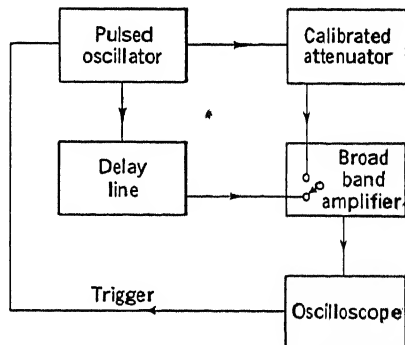 Pulsed
oscillator
Calibrated
attenuator
Delay
line
Broad
band
amplifier
Trigger
Oscilloscope